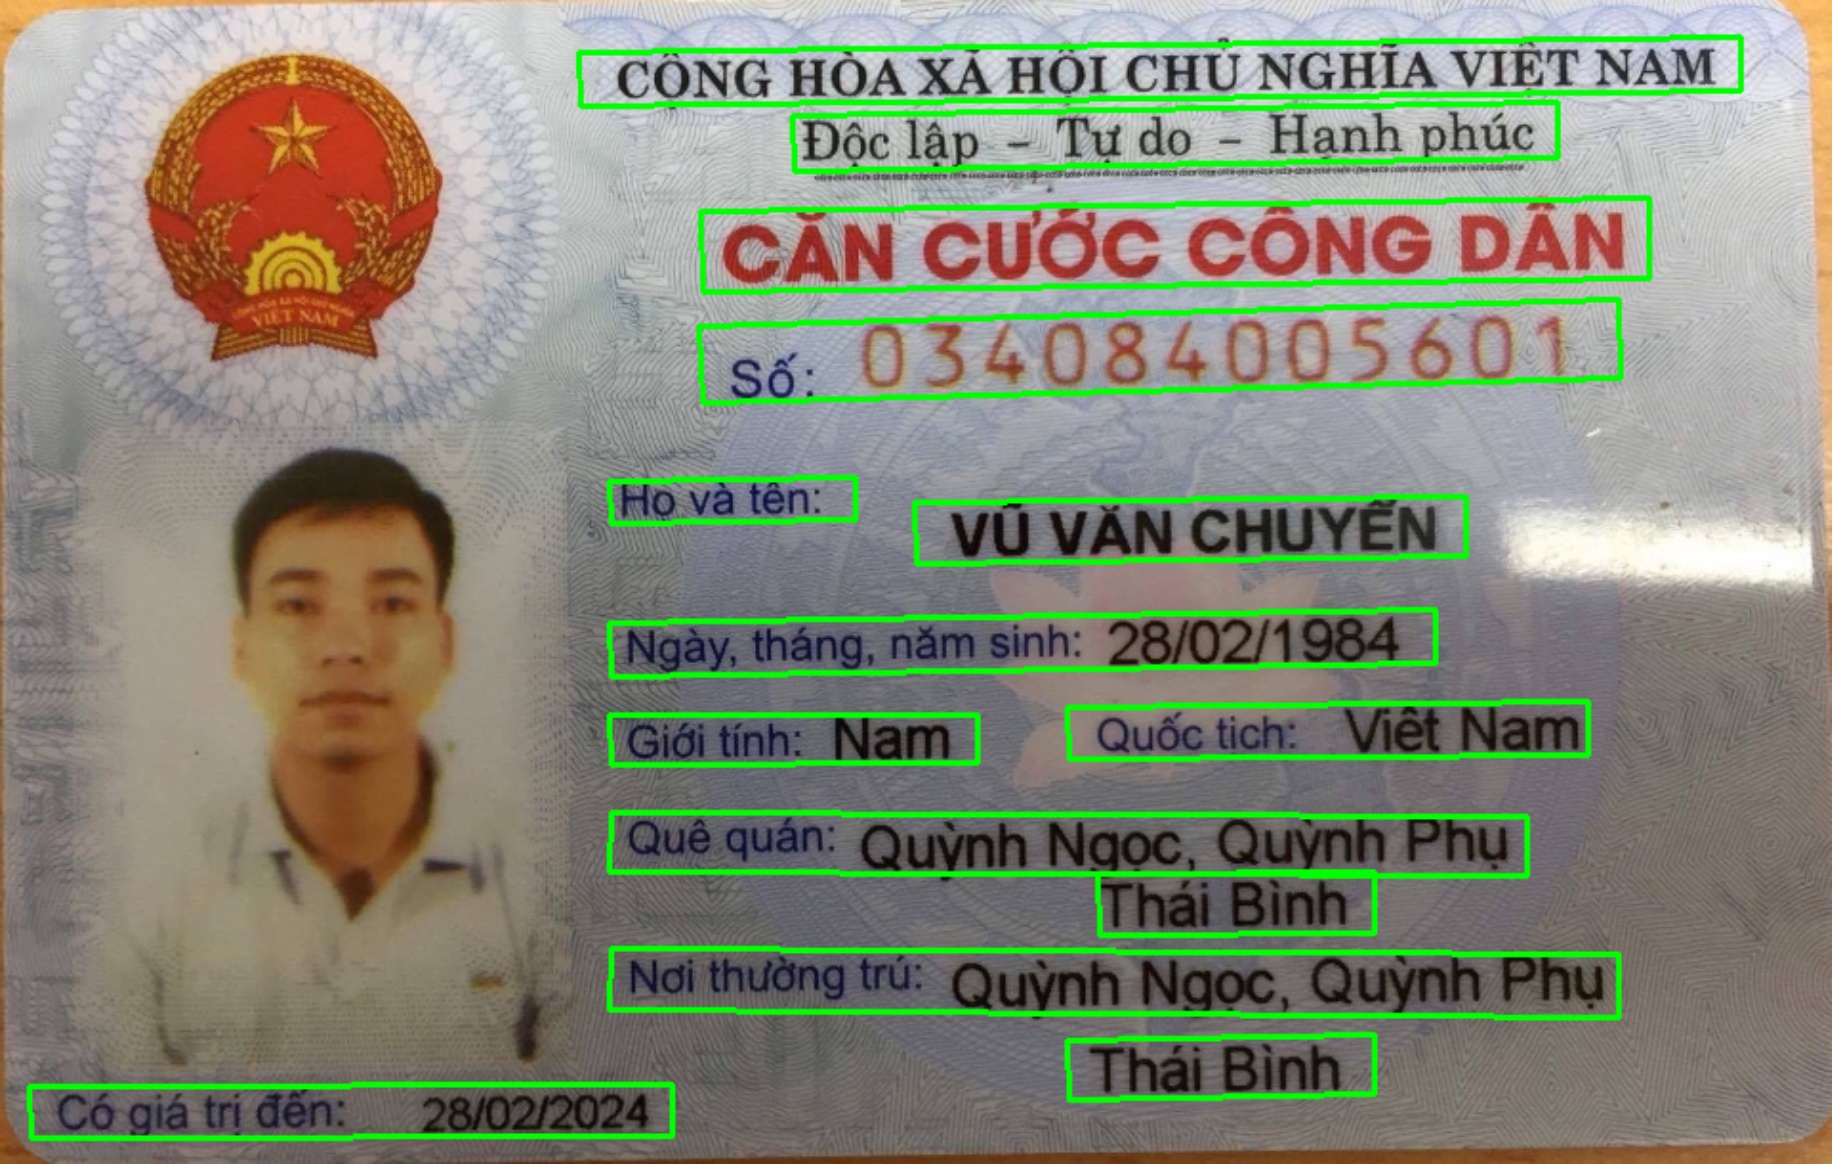 CỘNG HÒA XÃ HỘI CHỦ NGHĨA VIỆT NAM
Độc lập - Tự do - Hạnh phúc
CĂN CƯỚC CÔNG DÂN
VIỆT NAM
Số: 034084005601
Họ và tên: VŨ VĂN CHUYỂN
Ngày, tháng, năm sinh: 28/02/1984
Giới tính: Nam Quốc tịch: Việt Nam
Quê quán: Quỳnh Ngọc, Quỳnh Phụ
Thái Bình
Nơi thường trú: Quỳnh Ngọc, Quỳnh Phụ
Thái Bình
Có giá trị đến: 28/02/2024